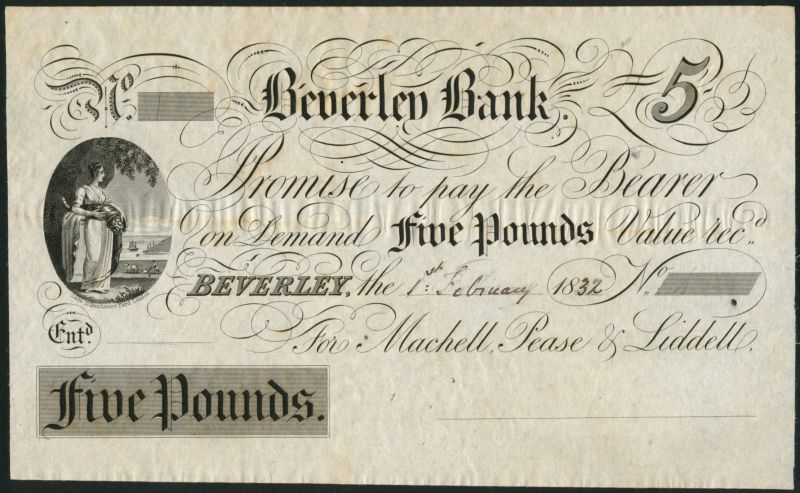 No. Beverley Bank. 5
Promise to pay the Bearer
on Demand Five Pounds Value recd.
BEVERLEY, the 1st: February 1832 No.
Entd. For Machell, Pease & Liddell.
Five Pounds.